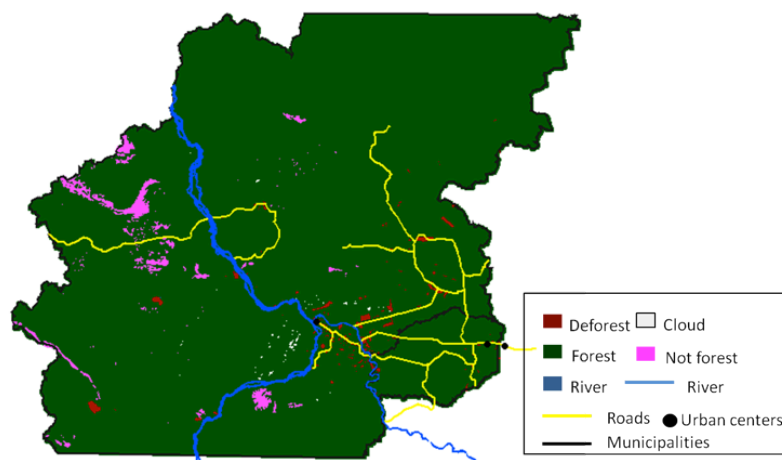 Deforest Cloud
Forest Not forest
River River
Roads Urban centers
Municipalities